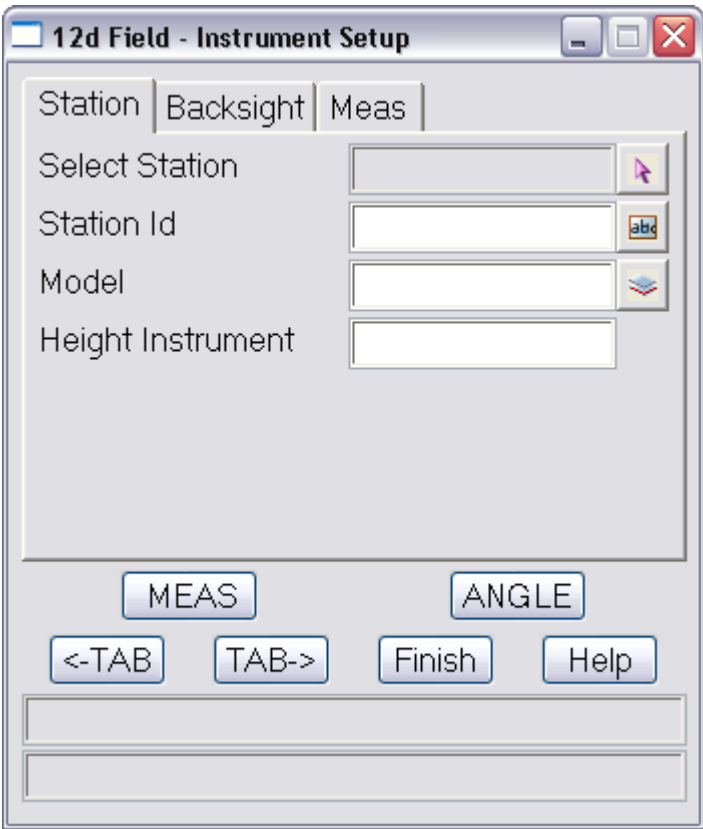 12d Field - Instrument Setup
Station Backsight Meas
Select Station
Station Id abc
Model
Height Instrument
MEAS ANGLE
<-TAB TAB-> Finish Help